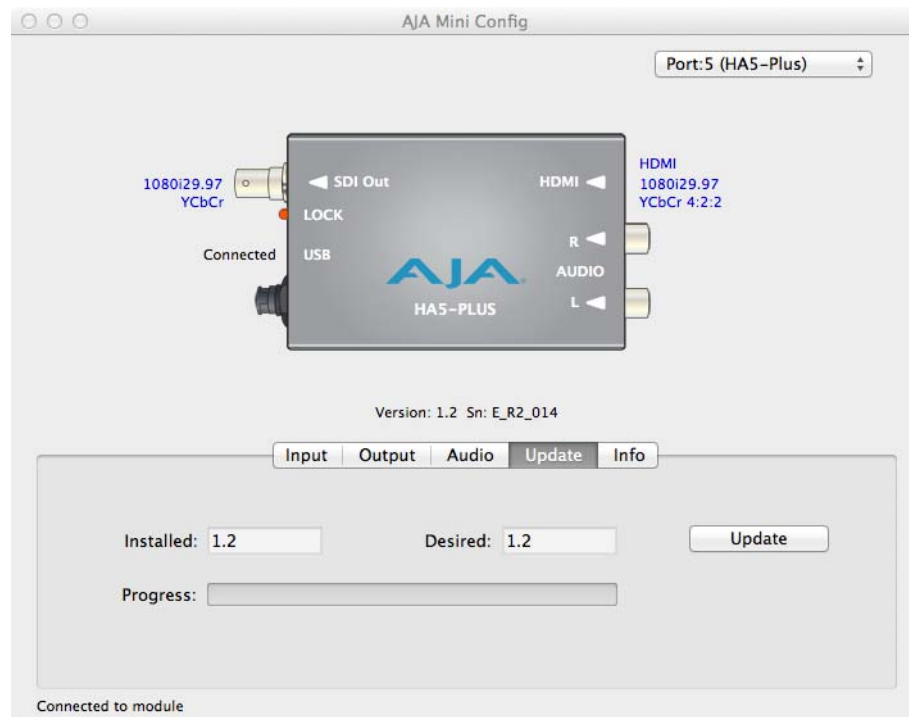 AJA Mini Config
Port:5 (HA5-Plus)
1080i29.97
YCbCr
SDI Out
LOCK
Connected
USB
HDMI
HDMI
1080i29.97
YCbCr 4:2:2
R
AUDIO
L
AJA
HA5-PLUS
Version: 1.2 Sn: E_R2_014
Input Output Audio Update Info
Installed: 1.2 Desired: 1.2 Update
Progress:
Connected to module